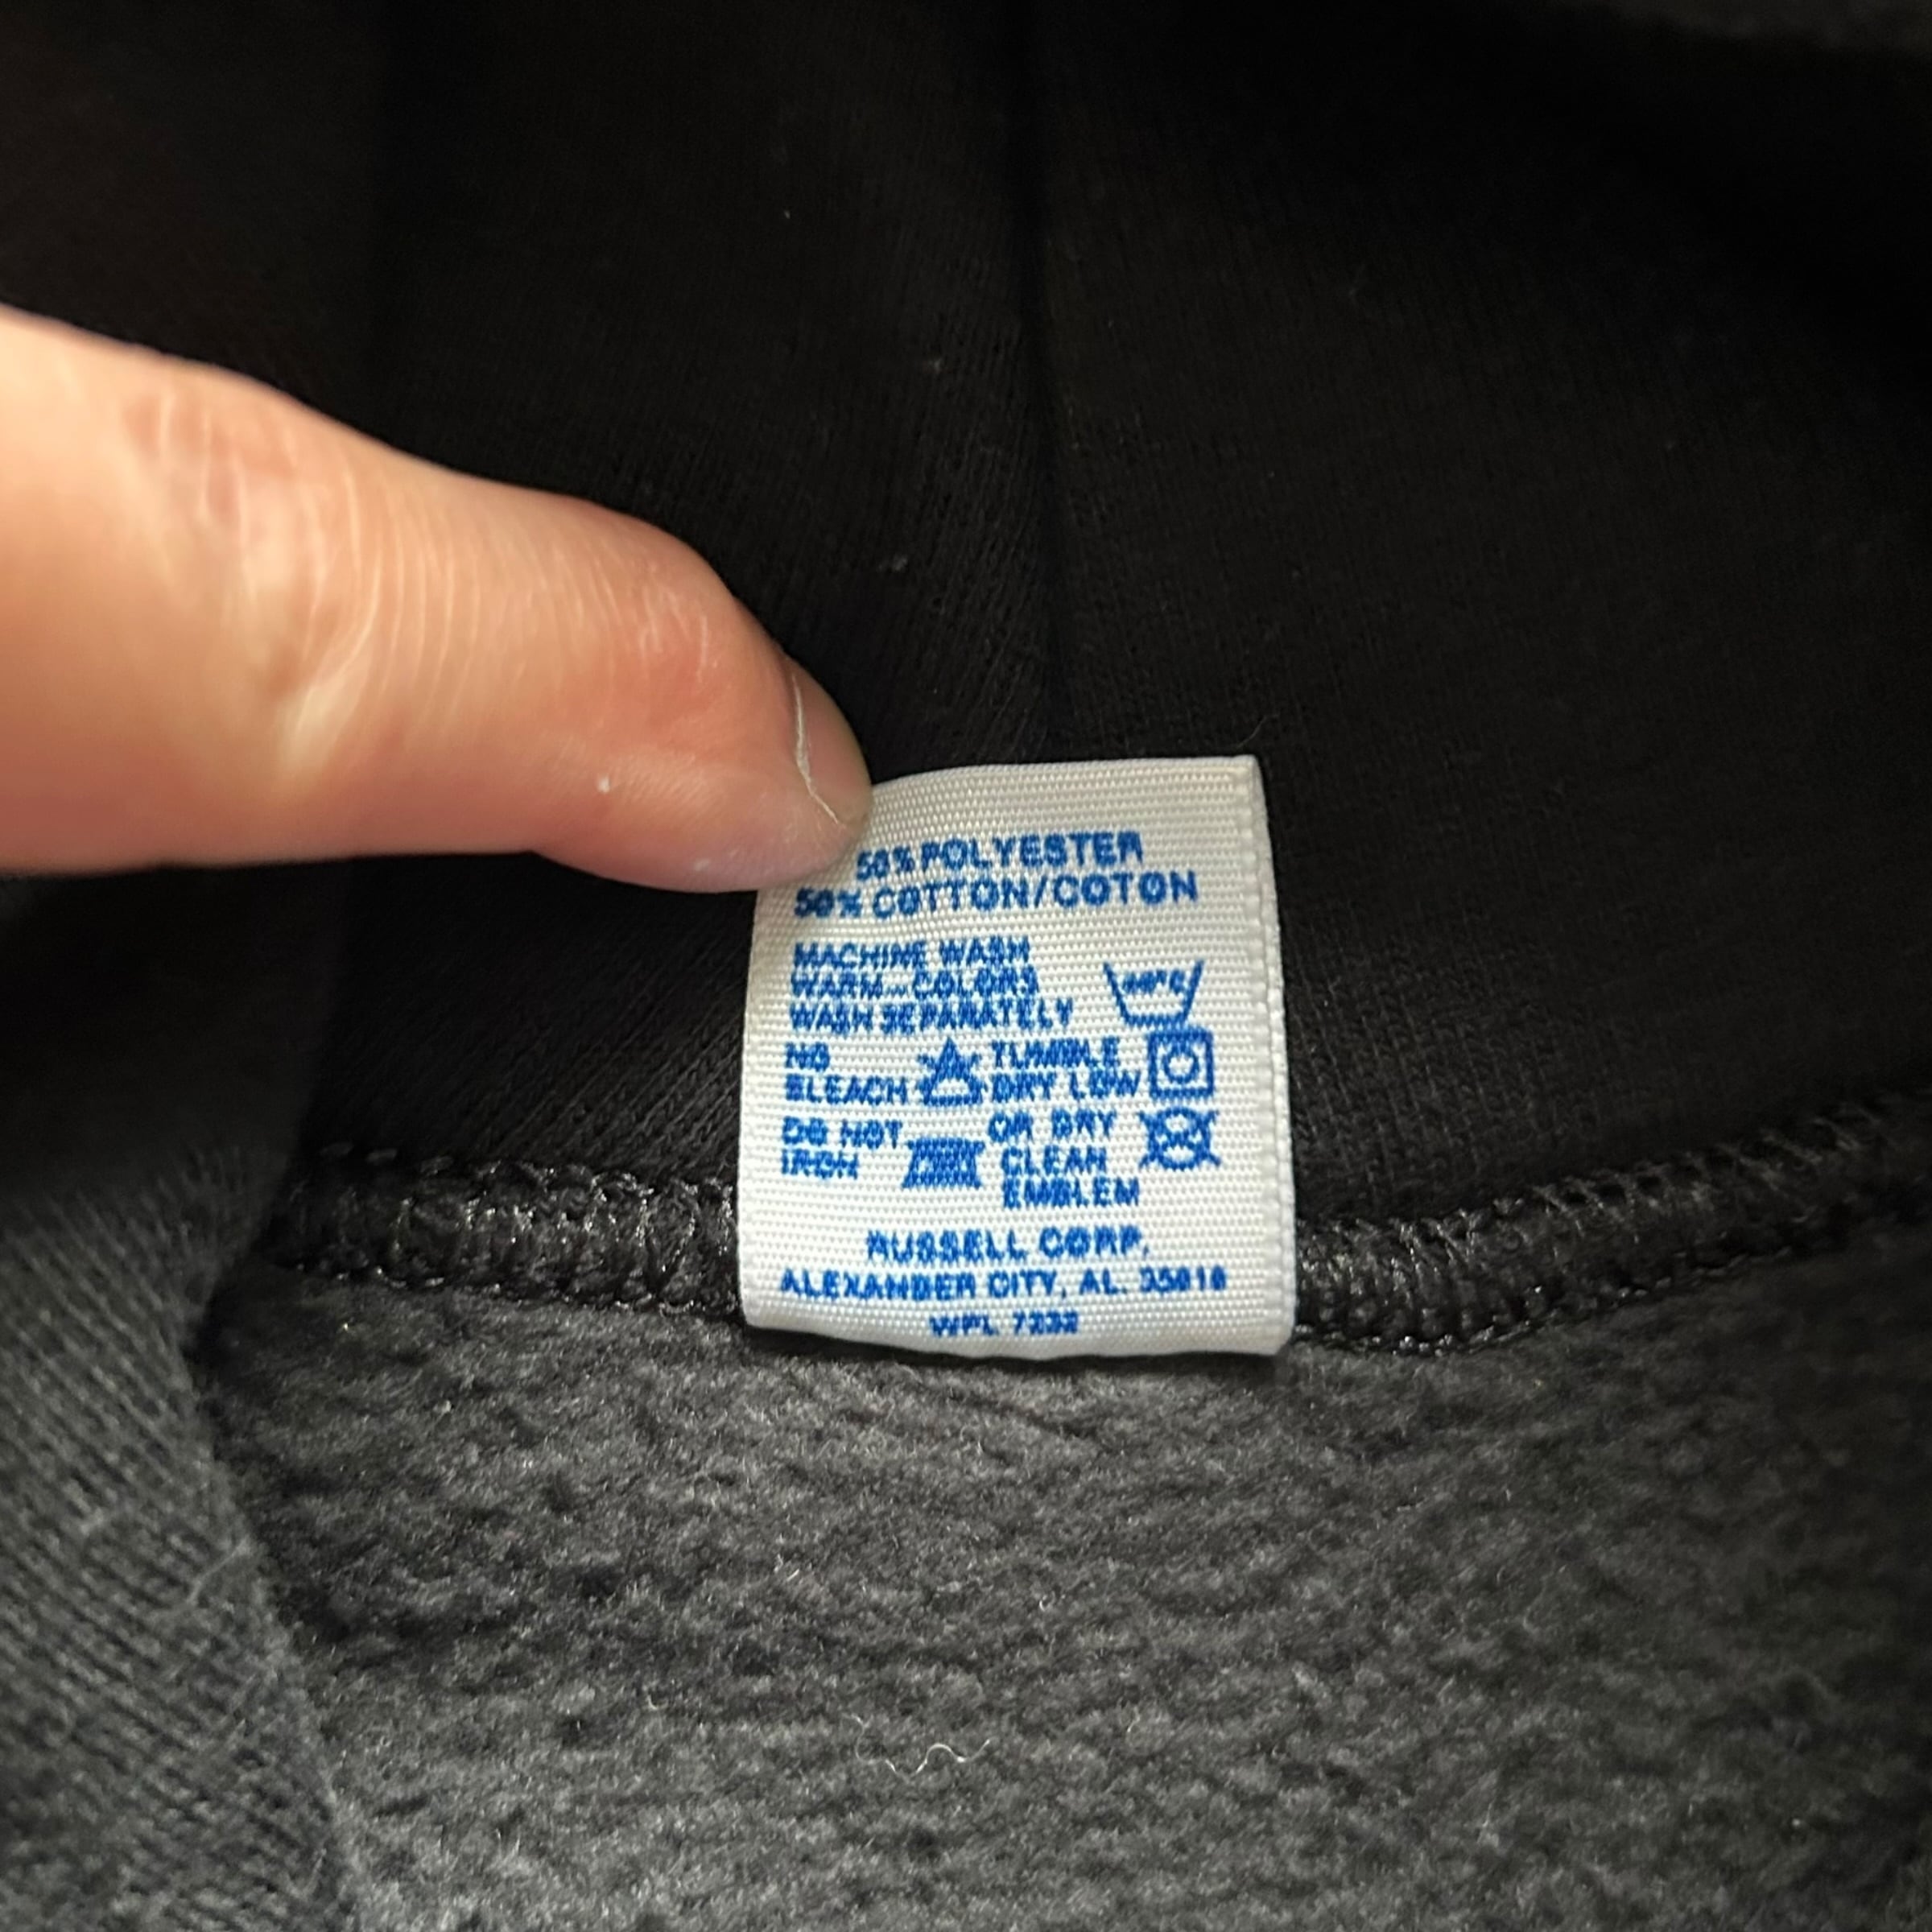 50% POLYESTER
50% COTTON/COTON
MACHINE WASH
WARM-COLORS
WASH SEPARATELY
NO
BLEACH
TUMBLE
DRY LOW
DO NOT
IRON
OR DRY
CLEAN
EMBLEM
RUSSELL CORP.
ALEXANDER CITY, AL. 35010
WPL 7232